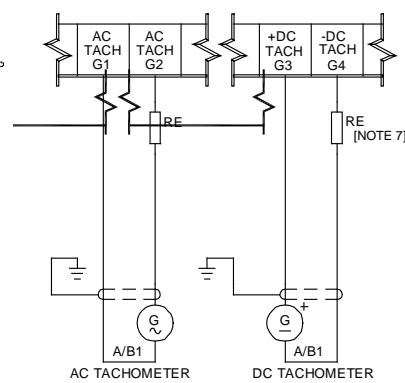 AC TACH G1
AC TACH G2
+DC TACH G3
-DC TACH G4
RE
RE
[NOTE 7]
G
G
+
A/B1
A/B1
AC TACHOMETER
DC TACHOMETER